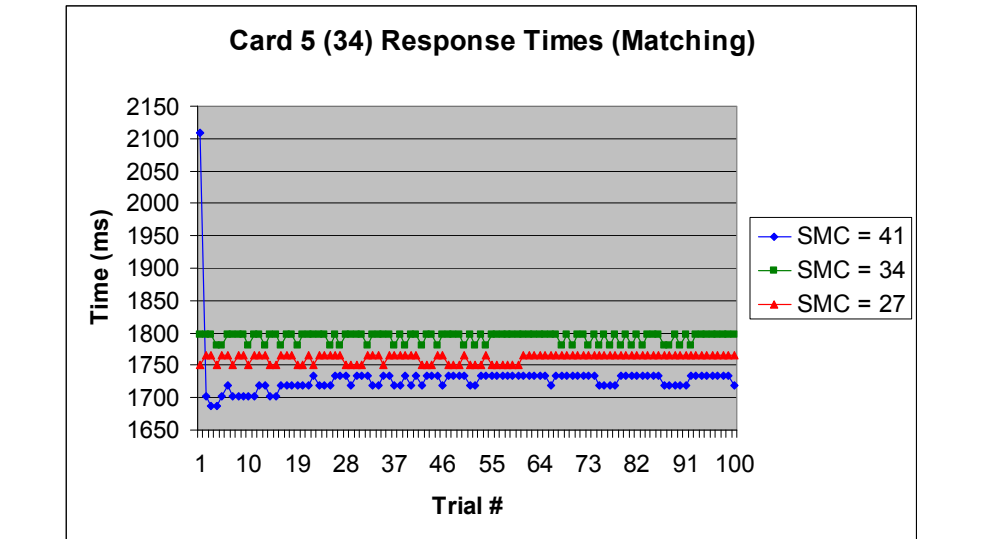 Card 5 (34) Response Times (Matching)
2150
2100
2050
2000
1950
1900
1850
1800
1750
1700
1650
Time (ms)
1 10 19 28 37 46 55 64 73 82 91 100
Trial #
SMC = 41
SMC = 34
SMC = 27